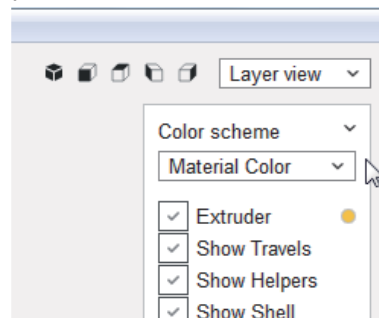 Layer view
Color scheme
Material Color
Extruder
Show Travels
Show Helpers
Show Shell